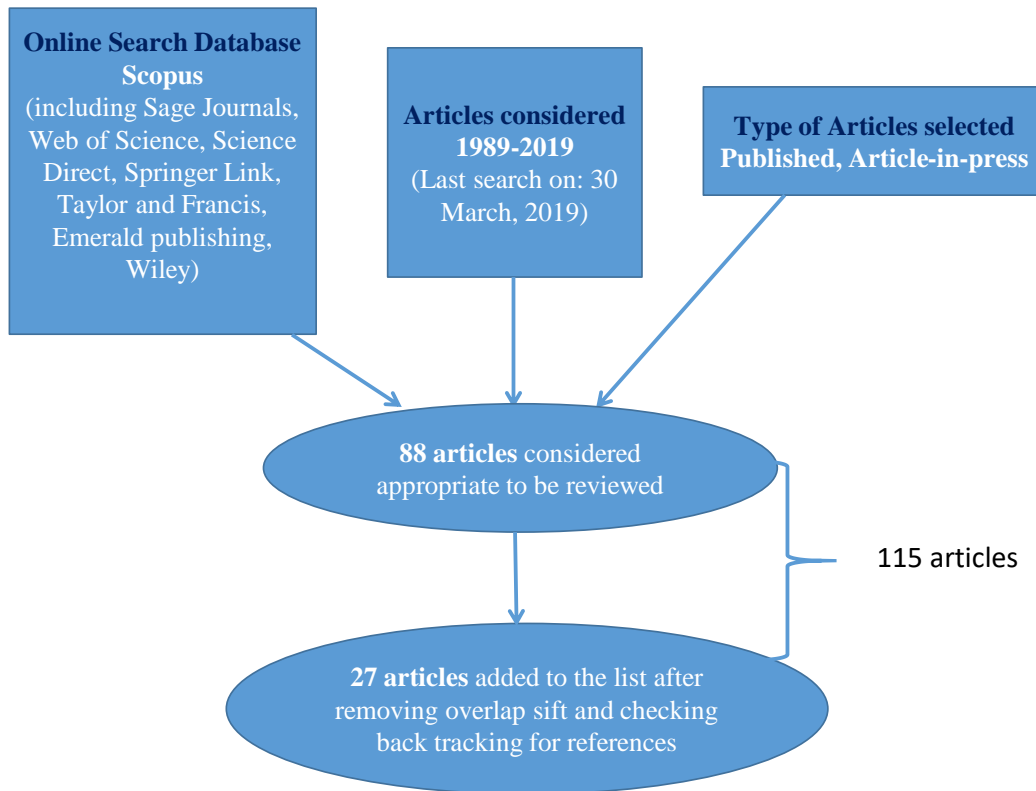 Online Search Database
Scopus
(including Sage Journals,
Web of Science, Science
Direct, Springer Link,
Taylor and Francis,
Emerald publishing,
Wiley)
Articles considered
1989-2019
(Last search on: 30
March, 2019)
Type of Articles selected
Published, Article-in-press
88 articles considered
appropriate to be reviewed
115 articles
27 articles added to the list after
removing overlap sift and checking
back tracking for references